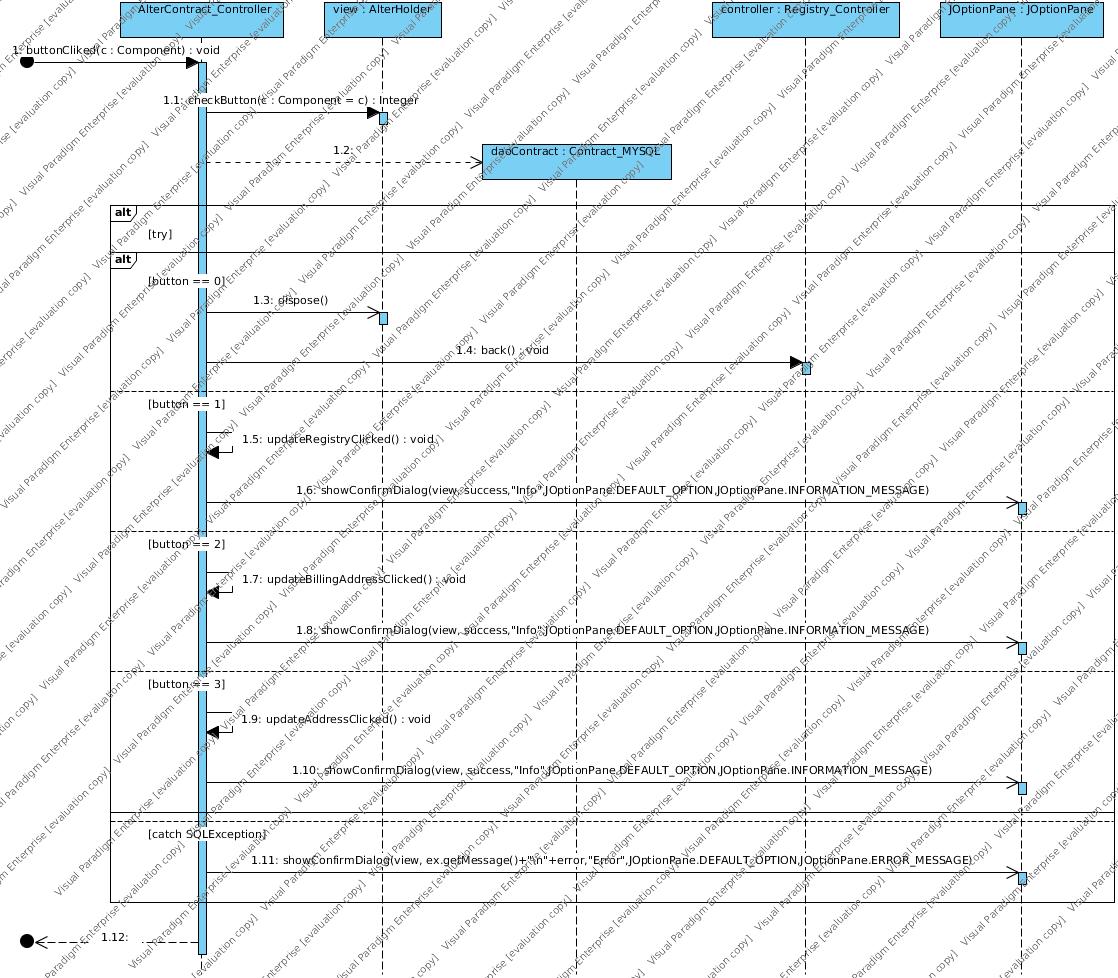 AlterContract_Controller
view : AlterHolder
controller : Registry_Controller
JOptionPane : JOptionPane
1: buttonCliked(c : Component) : void
1.1: checkButton(c : Component = c) : Integer
1.2:
daoContract : Contract_MYSQL
alt
[try]
alt
[button == 0]
1.3: dispose()
1.4: back() : void
[button == 1]
1.5: updateRegistryClicked() : void
1.6: showConfirmDialog(view, success,"Info",JOptionPane.DEFAULT_OPTION,JOptionPane.INFORMATION_MESSAGE)
[button == 2]
1.7: updateBillingAddressClicked() : void
1.8: showConfirmDialog(view, success,"Info",JOptionPane.DEFAULT_OPTION,JOptionPane.INFORMATION_MESSAGE)
[button == 3]
1.9: updateAddressClicked() : void
1.10: showConfirmDialog(view, success,"Info",JOptionPane.DEFAULT_OPTION,JOptionPane.INFORMATION_MESSAGE)
[catch SQLException]
1.11: showConfirmDialog(view, ex.getMessage()+"\n"+error,"Error",JOptionPane.DEFAULT_OPTION,JOptionPane.ERROR_MESSAGE)
1.12:
Visual Paradigm Enterprise [evaluation copy]